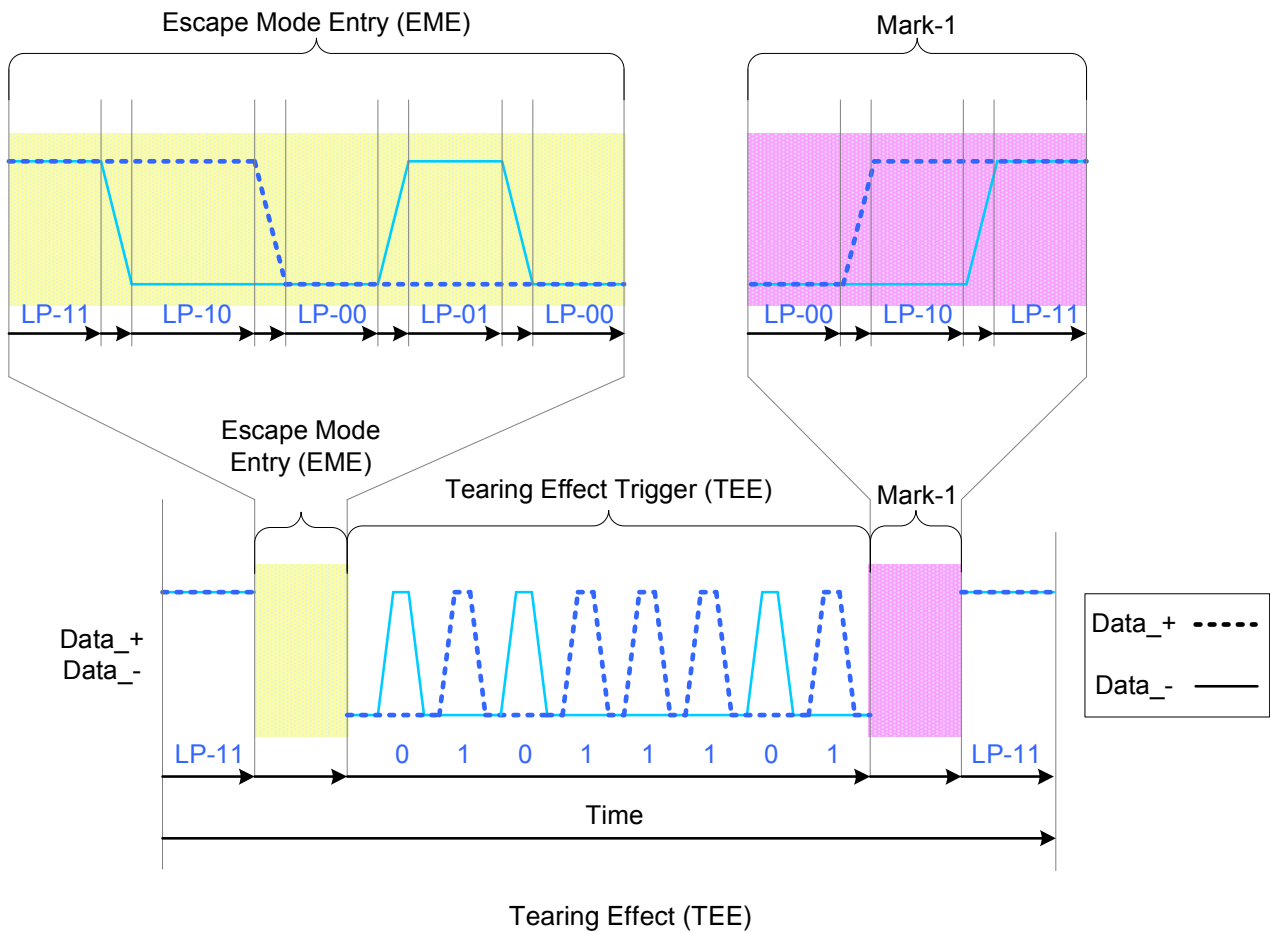 Escape Mode Entry (EME)
Mark-1
LP-11 LP-10 LP-00 LP-01 LP-00
LP-00 LP-10 LP-11
Escape Mode
Entry (EME)
Tearing Effect Trigger (TEE)
Mark-1
Data_+
Data_-
Data_+
Data_-
LP-11 0 1 0 1 1 1 0 1 LP-11
Time
Tearing Effect (TEE)